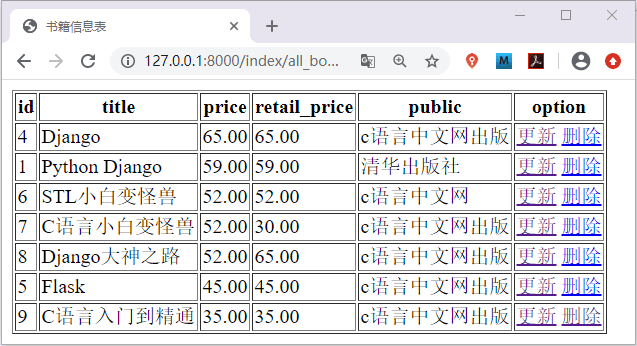 书籍信息表
127.0.0.1:8000/index/all_bo...
id title price retail_price public option
4 Django 65.00 65.00 c语言中文网出版 更新 删除
1 Python Django 59.00 59.00 清华出版社 更新 删除
6 STL小白变怪兽 52.00 52.00 c语言中文网 更新 删除
7 C语言小白变怪兽 52.00 30.00 c语言中文网出版 更新 删除
8 Django大神之路 52.00 65.00 c语言中文网出版 更新 删除
5 Flask 45.00 45.00 c语言中文网出版 更新 删除
9 C语言入门到精通 35.00 35.00 c语言中文网出版 更新 删除